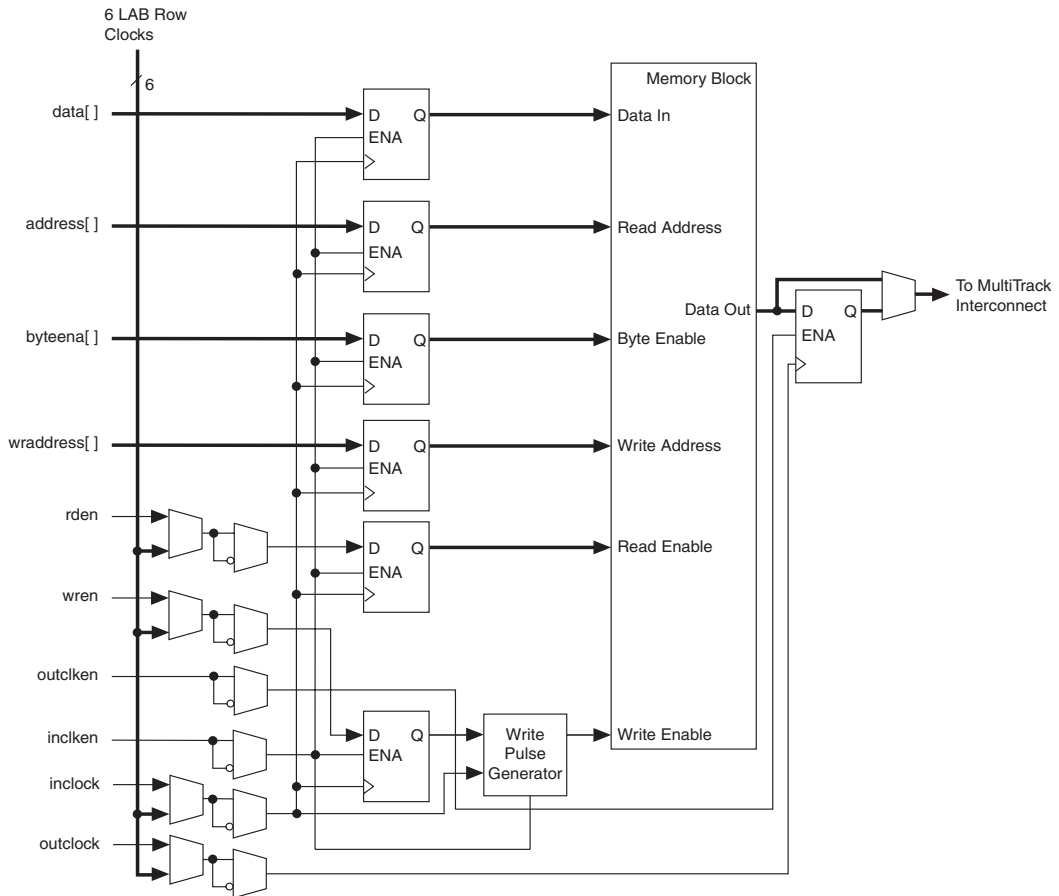 6 LAB Row
Clocks
6
data[ ]
D Q
ENA
Memory Block
Data In
address[ ]
D Q
ENA
Read Address
To MultiTrack
Interconnect
Data Out
D Q
ENA
byteena[ ]
D Q
ENA
Byte Enable
wraddress[ ]
D Q
ENA
Write Address
rden
D Q
ENA
Read Enable
wren
outclken
inclken
D Q
ENA
Write
Pulse
Generator
Write Enable
inclock
outclock